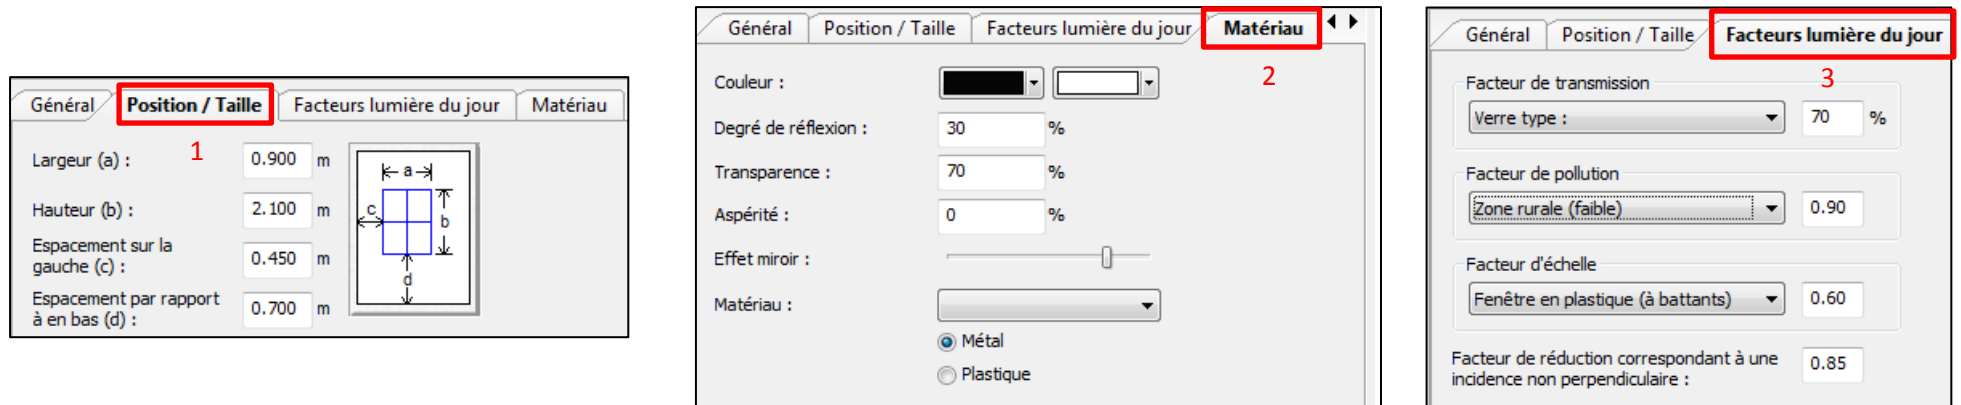 Général Position / Taille Facteurs lumière du jour Matériau
1
Largeur (a) : 0.900 m
Hauteur (b) : 2.100 m
Espacement sur la
gauche (c) : 0.450 m
Espacement par rapport
à en bas (d) : 0.700 m
a
c
b
d
Général Position / Taille Facteurs lumière du jour Matériau
2
Couleur :
Degré de réflexion : 30 %
Transparence : 70 %
Aspérité : 0 %
Effet miroir :
Matériau :
Métal
Plastique
Général Position / Taille Facteurs lumière du jour
3
Facteur de transmission
Verre type : 70 %
Facteur de pollution
Zone rurale (faible) 0.90
Facteur d'échelle
Fenêtre en plastique (à battants) 0.60
Facteur de réduction correspondant à une
incidence non perpendiculaire : 0.85